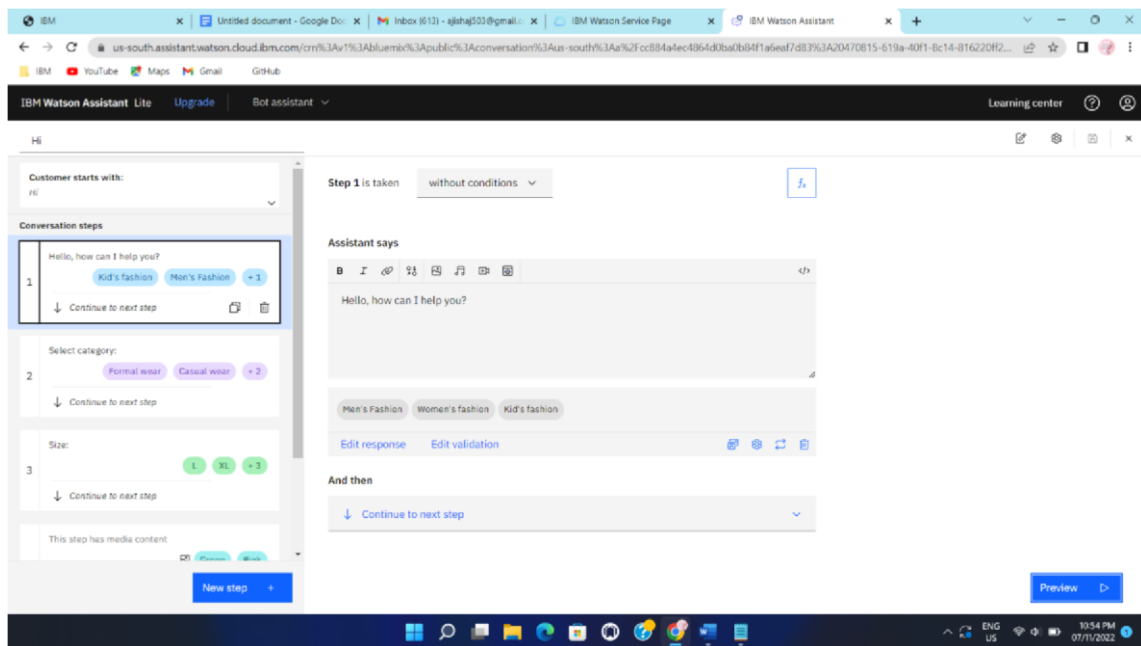 IBM
Untitled document - Google Doc
Inbox (613) - ajishaj503@gmail.c
IBM Watson Service Page
IBM Watson Assistant
us-south.assistant.watson.cloud.ibm.com/crn%3Av1%3Abluemix%3Apublic%3Aconversation%3Aus-south%3Aa%2Fcc884a4ec4864d0ba0b84f1a6eaf7d83%3A20470815-619a-40f1-8c14-816220ff2...
IBM YouTube Maps Gmail GitHub
IBM Watson Assistant Lite Upgrade Bot assistant Learning center
Hi
Customer starts with:
Hi
Conversation steps
1
Hello, how can I help you?
Kid's fashion Men's Fashion + 1
Continue to next step
2
Select category:
Formal wear Casual wear + 2
Continue to next step
3
Size:
L XL + 3
Continue to next step
This step has media content
New step +
Step 1 is taken without conditions
fx
Assistant says
B I
</>
Hello, how can I help you?
Men's Fashion Women's fashion Kid's fashion
Edit response Edit validation
And then
Continue to next step
Preview
ENG
US
10:54 PM
07/11/2022
1